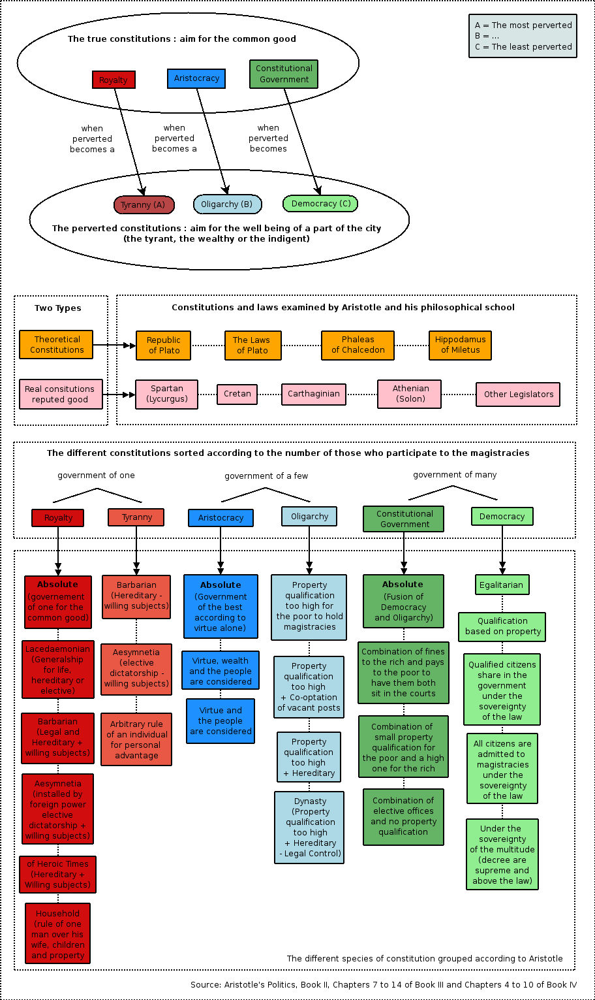 The true constitutions : aim for the common good
A = The most perverted
B = ...
C = The least perverted
Royalty
Aristocracy
Constitutional
Government
when
perverted
becomes a
when
perverted
becomes a
when
perverted
becomes
Tyranny (A)
Oligarchy (B)
Democracy (C)
The perverted constitutions : aim for the well being of a part of the city
(the tyrant, the wealthy or the indigent)
Two Types
Constitutions and laws examined by Aristotle and his philosophical school
Theoretical
Constitutions
Republic
of Plato
The Laws
of Plato
Phaleas
of Chalcedon
Hippodamus
of Miletus
Real consitutions
reputed good
Spartan
(Lycurgus)
Cretan
Carthaginian
Athenian
(Solon)
Other Legislators
The different constitutions sorted according to the number of those who participate to the magistracies
government of one
government of a few
government of many
Royalty
Tyranny
Aristocracy
Oligarchy
Constitutional
Government
Democracy
Absolute
(governement
of one for the
common good)
Lacedaemonian
(Generalship
for life,
hereditary or
elective)
Barbarian
(Legal and
Hereditary +
willing subjects)
Aesymnetia
(installed by
foreign power
elective
dictatorship +
willing subjects)
of Heroic Times
(Hereditary +
Willing subjects)
Household
(rule of one
man over his
wife, children
and property
Barbarian
(Hereditary -
willing subjects)
Aesymnetia
(elective
dictatorship -
willing subjects)
Arbitrary rule
of an individual
for personal
advantage
Absolute
(Government
of the best
according to
virtue alone)
Virtue, wealth
and the people
are considered
Virtue and
the people
are considered
Property
qualification
too high for
the poor to hold
magistracies
Property
qualification
too high
+ Co-optation
of vacant posts
Property
qualification
too high
+ Hereditary
Dynasty
(Property
qualification
too high
+ Hereditary
- Legal Control)
Absolute
(Fusion of
Democracy
and Oligarchy)
Combination of fines
to the rich and pays
to the poor to
have them both
sit in the courts
Combination of
small property
qualification for
the poor and a high
one for the rich
Combination of
elective offices
and no property
qualification
Egalitarian
Qualification
based on property
Qualified citizens
share in the
government
under the
sovereignty
of the law
All citizens are
admitted to
magistracies
under the
sovereignty
of the law
Under the
sovereignty
of the multitude
(decree are
supreme and
above the law)
The different species of constitution grouped according to Aristotle
Source: Aristotle's Politics, Book II, Chapters 7 to 14 of Book III and Chapters 4 to 10 of Book IV